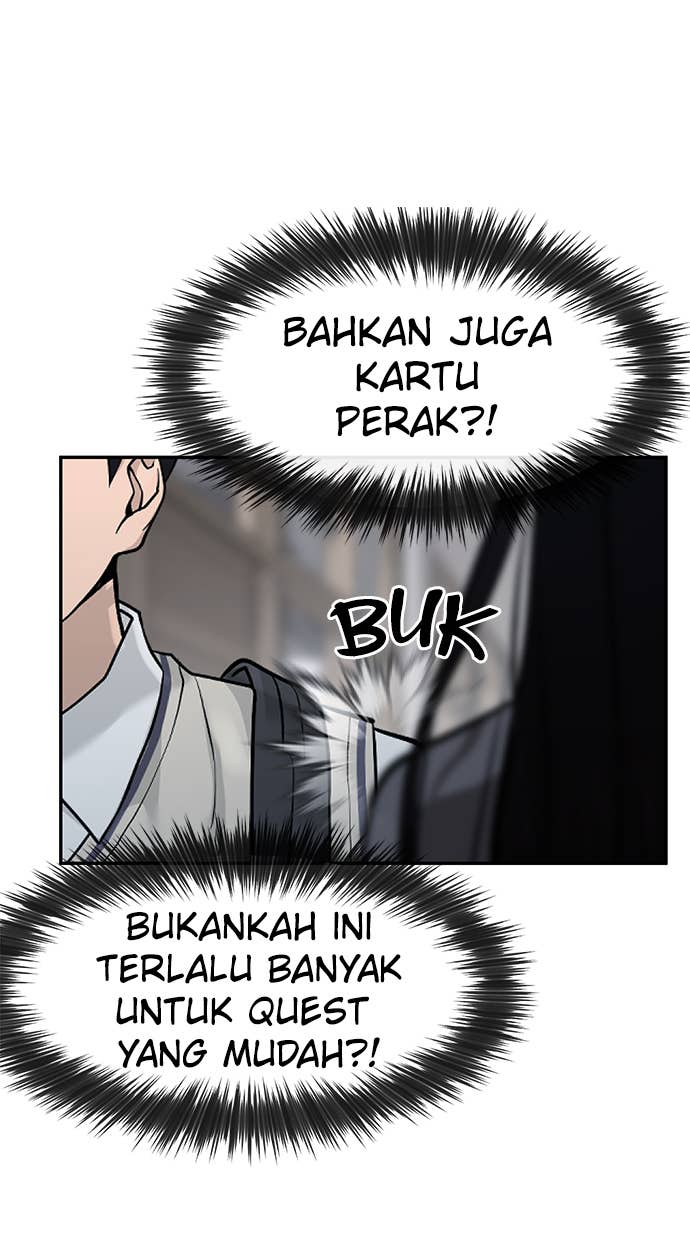 BAHKAN JUGA
KARTU
PERAK?!
BUK
BUKANKAH INI
TERLALU BANYAK
UNTUK QUEST
YANG MUDAH?!